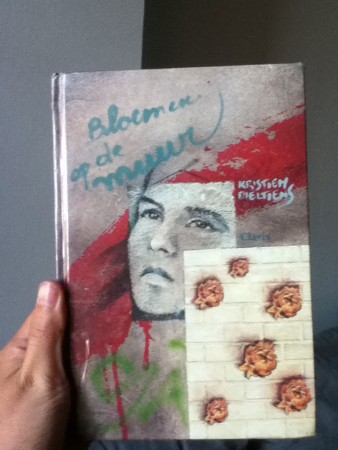 Bloemen
op de
muur
KRISTIEN
DIELTIENS
Clavis